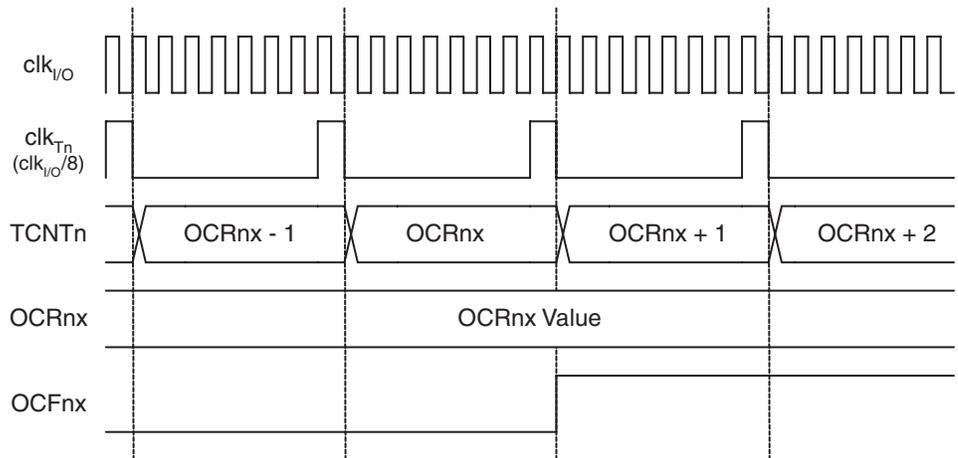 clkI/O
clkTn
(clkI/O/8)
TCNTn
OCRnx - 1
OCRnx
OCRnx + 1
OCRnx + 2
OCRnx
OCRnx Value
OCFnx